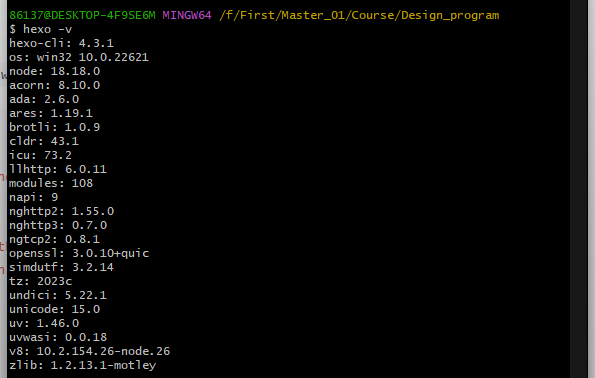 86137@DESKTOP-4F9SE6M MINGW64 /f/First/Master_01/Course/Design_program
$ hexo -v
hexo-cli: 4.3.1
os: win32 10.0.22621
node: 18.18.0
acorn: 8.10.0
ada: 2.6.0
ares: 1.19.1
brotli: 1.0.9
cldr: 43.1
icu: 73.2
llhttp: 6.0.11
modules: 108
napi: 9
nghttp2: 1.55.0
nghttp3: 0.7.0
ngtcp2: 0.8.1
openssl: 3.0.10+quic
simdutf: 3.2.14
tz: 2023c
undici: 5.22.1
unicode: 15.0
uv: 1.46.0
uvwasi: 0.0.18
v8: 10.2.154.26-node.26
zlib: 1.2.13.1-motley